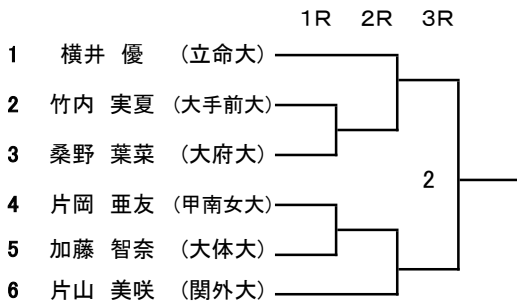 1R 2R 3R
1 横井 優 (立命大)
2 竹内 実夏 (大手前大)
3 桑野 葉菜 (大府大)
2
4 片岡 亜友 (甲南女大)
5 加藤 智奈 (大体大)
6 片山 美咲 (関外大)